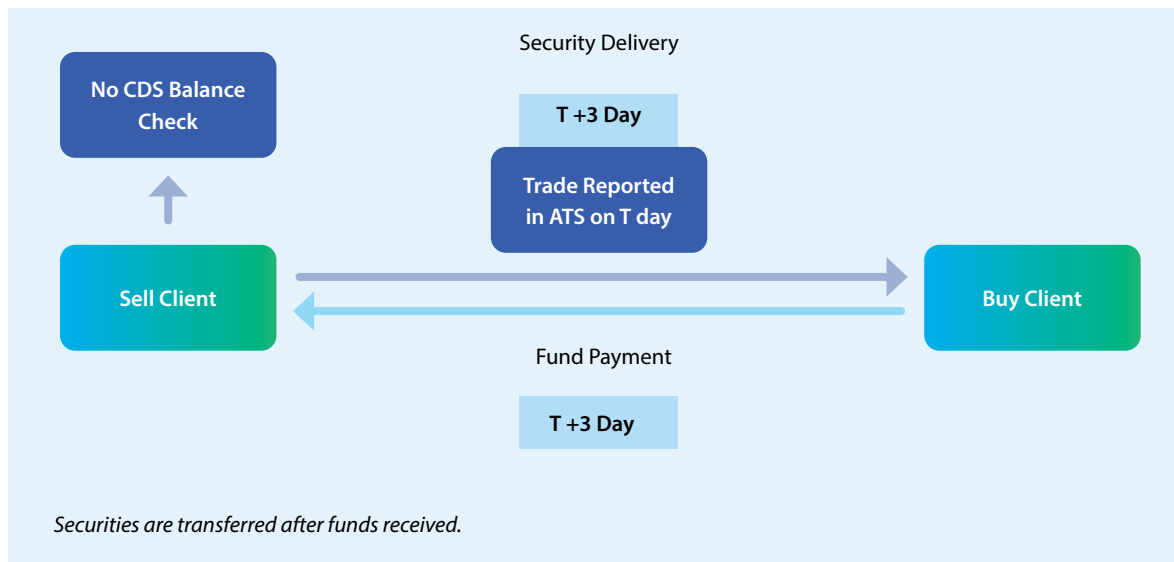 Security Delivery
No CDS Balance
Check
T +3 Day
Trade Reported
in ATS on T day
Sell Client
Buy Client
Fund Payment
T +3 Day
Securities are transferred after funds received.